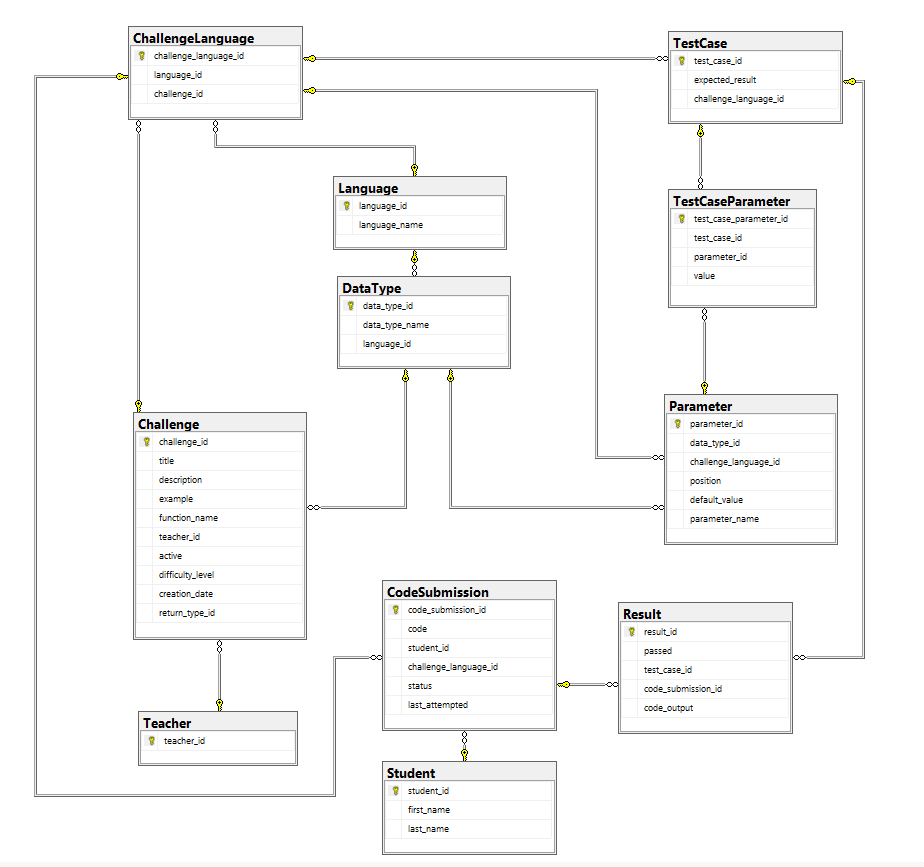 ChallengeLanguage
challenge_language_id
language_id
challenge_id
TestCase
test_case_id
expected_result
challenge_language_id
Language
language_id
language_name
TestCaseParameter
test_case_parameter_id
test_case_id
parameter_id
value
DataType
data_type_id
data_type_name
language_id
Challenge
challenge_id
title
description
example
function_name
teacher_id
active
difficulty_level
creation_date
return_type_id
Parameter
parameter_id
data_type_id
challenge_language_id
position
default_value
parameter_name
CodeSubmission
code_submission_id
code
student_id
challenge_language_id
status
last_attempted
Result
result_id
passed
test_case_id
code_submission_id
code_output
Teacher
teacher_id
Student
student_id
first_name
last_name